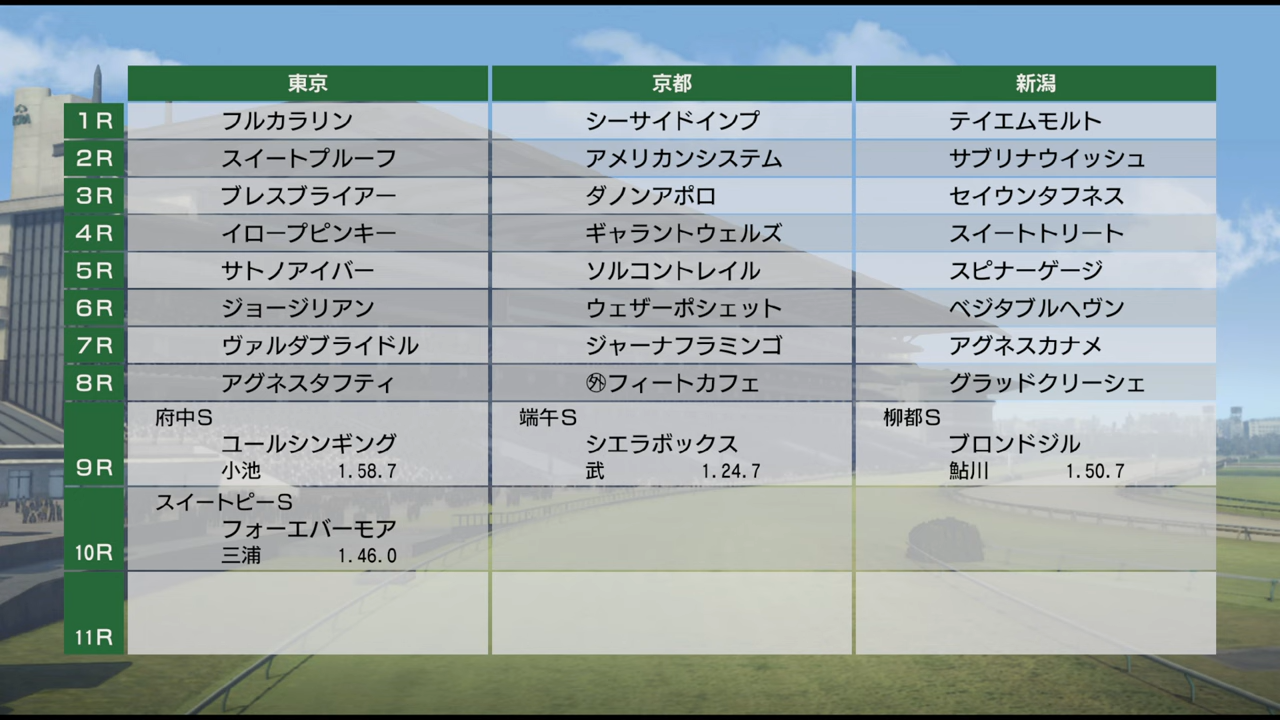 東京 京都 新潟
1R フルカラリン シーサイドインプ テイエムモルト
2R スイートプルーフ アメリカンシステム サブリナウイッシュ
3R ブレスブライアー ダノンアポロ セイウンタフネス
4R イロープピンキー ギャラントウェルズ スイートトリート
5R サトノアイバー ソルコントレイル スピナーゲージ
6R ジョージリアン ウェザーポシェット ベジタブルヘヴン
7R ヴァルダブライドル ジャーナフラミンゴ アグネスカナメ
8R アグネスタフティ ㊕フィートカフェ グラッドクリーシェ
府中S 端午S 柳都S
ユールシンギング シエラボックス ブロンドジル
9R 小池 1.58.7 武 1.24.7 鮎川 1.50.7
スイートピーS
フォーエバーモア
10R 三浦 1.46.0
11R